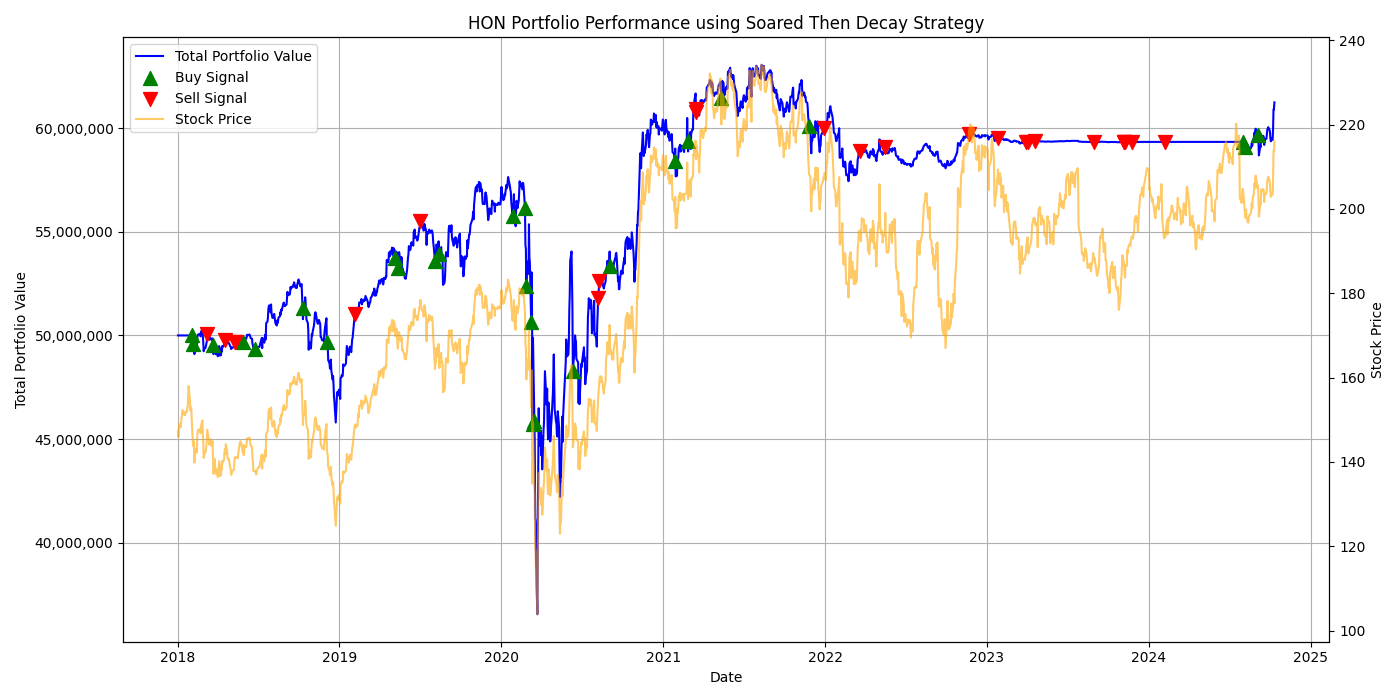 HON Portfolio Performance using Soared Then Decay Strategy
Total Portfolio Value
Buy Signal
Sell Signal
Stock Price
60,000,000
55,000,000
50,000,000
45,000,000
40,000,000
Total Portfolio Value
240
220
200
180
160
140
120
100
Stock Price
2018
2019
2020
2021
2022
2023
2024
2025
Date